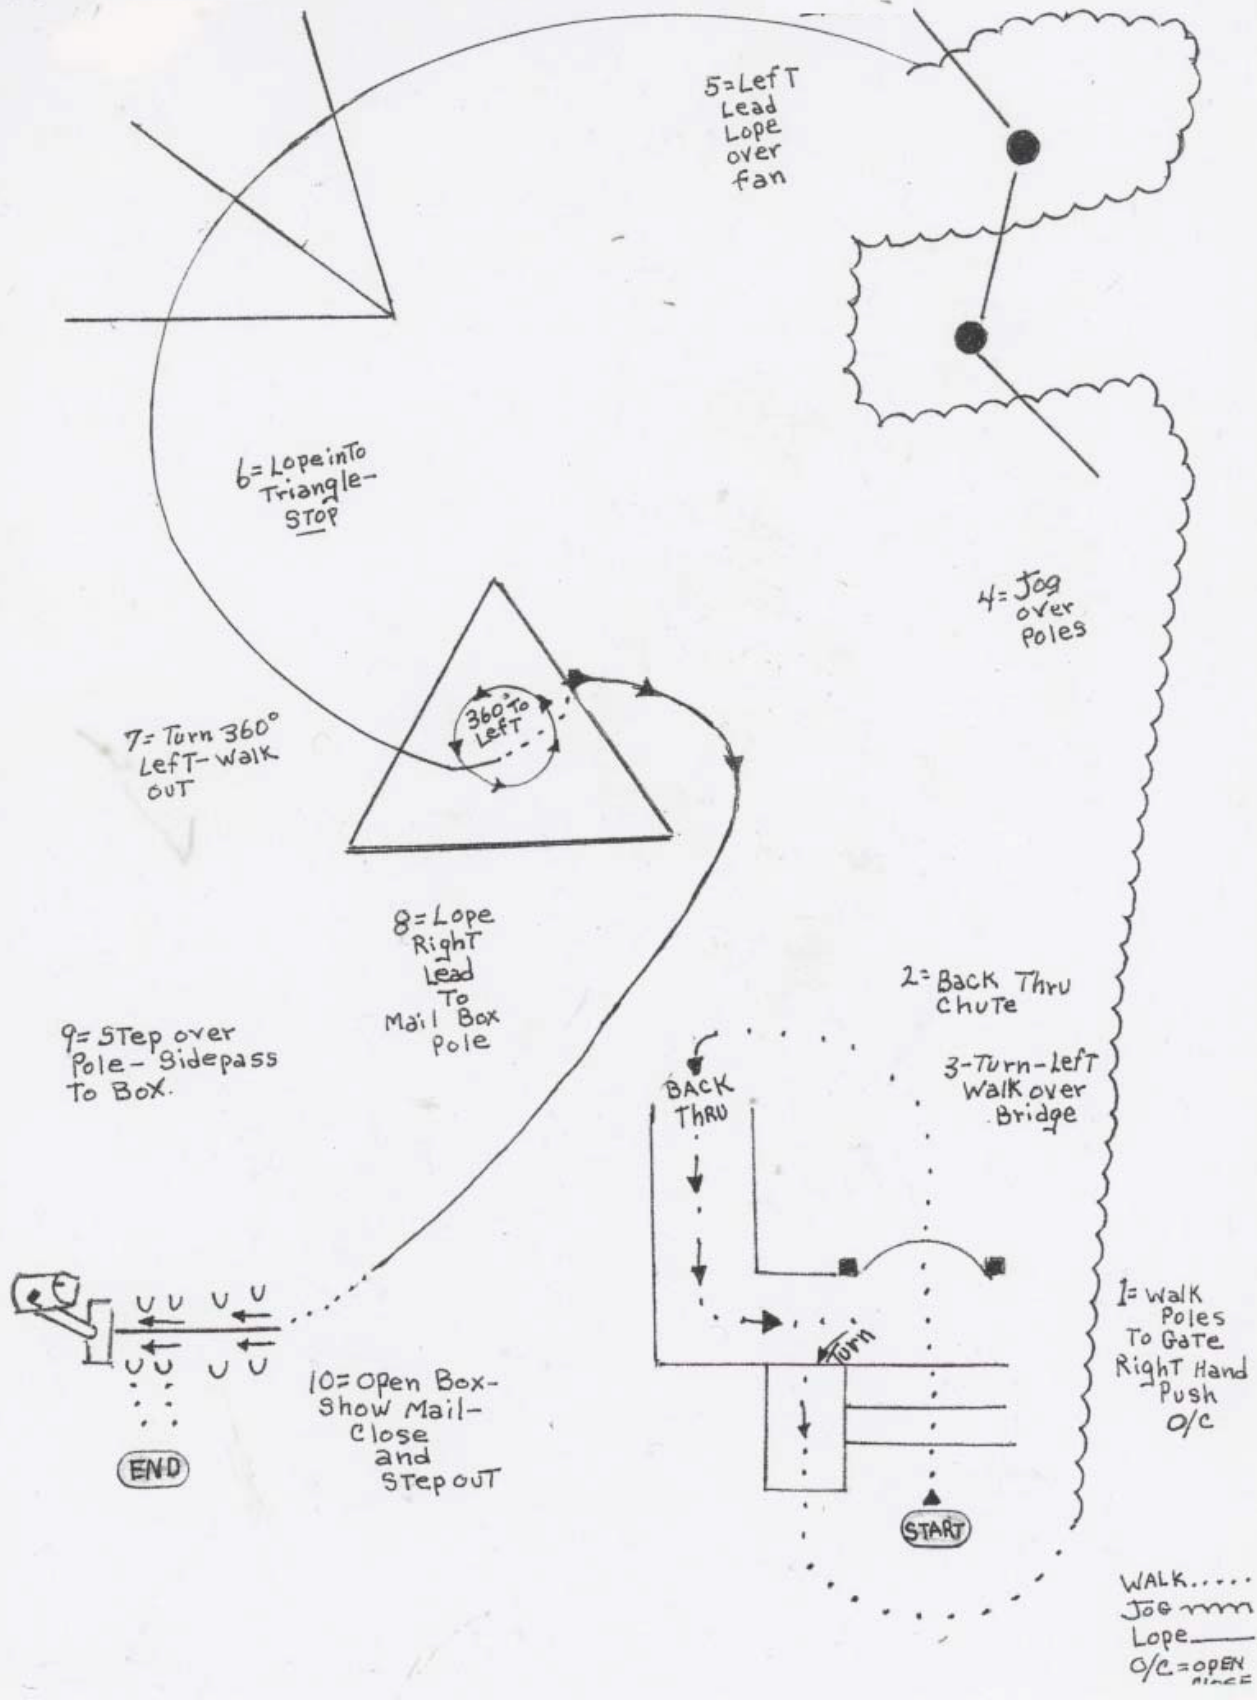 5=Left
Lead
Lope
over
fan
6=Lope into
Triangle-
STOP
4=Jog
over
Poles
7=Turn 360°
Left-Walk
out
360° To
Left
8=Lope
Right
Lead
To
Mail Box
Pole
9=Step over
Pole-Sidepass
To Box.
2=Back Thru
Chute
3-Turn-Left
Walk over
Bridge
BACK
Thru
Turn
1=Walk
Poles
To Gate
Right Hand
Push
O/C
10=Open Box-
Show Mail-
Close
and
Step out
END
START
WALK.....
JOG
Lope
O/C=OPEN
CLOSE